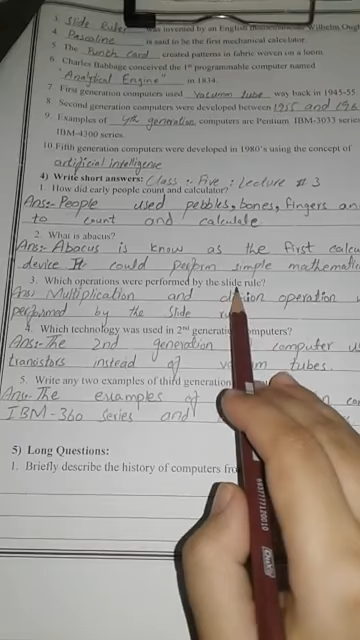 3. Slide Ruler was invented by an English Wilhelm Ough
4. Pascaline is said to be the first mechanical calculator.
5. The Punch card created patterns in fabric woven on a loom.
6. Charles Babbage conceived the 1st programmable computer named
"Analytical Engine" in 1834.
7. First generation computers used vacuum tube way back in 1945-55.
8. Second generation computers were developed between 1955 and 196
9. Examples of 4th generation computers are Pentium IBM-3033 series
IBM-4300 series.
10. Fifth generation computers were developed in 1980's using the concept of
artificial intelligence
4) Write short answers: Class : Five : Lecture # 3
1. How did early people count and calculator?
Ans:- People used pebbles, bones, fingers an
to count and calculate
2. What is abacus?
Ans:- Abacus is know as the first calcu
device It could perform simple mathematic
3. Which operations were performed by the slide rule?
Ans: Multiplication and operation
performed by the slide
4. Which technology was used in 2nd computers?
Ans:- The 2nd generation computer us
transistors instead of tubes.
5. Write any two examples of third generation
Ans:- The examples of
IBM-360 series and
5) Long Questions:
1. Briefly describe the history of computers
693777120010